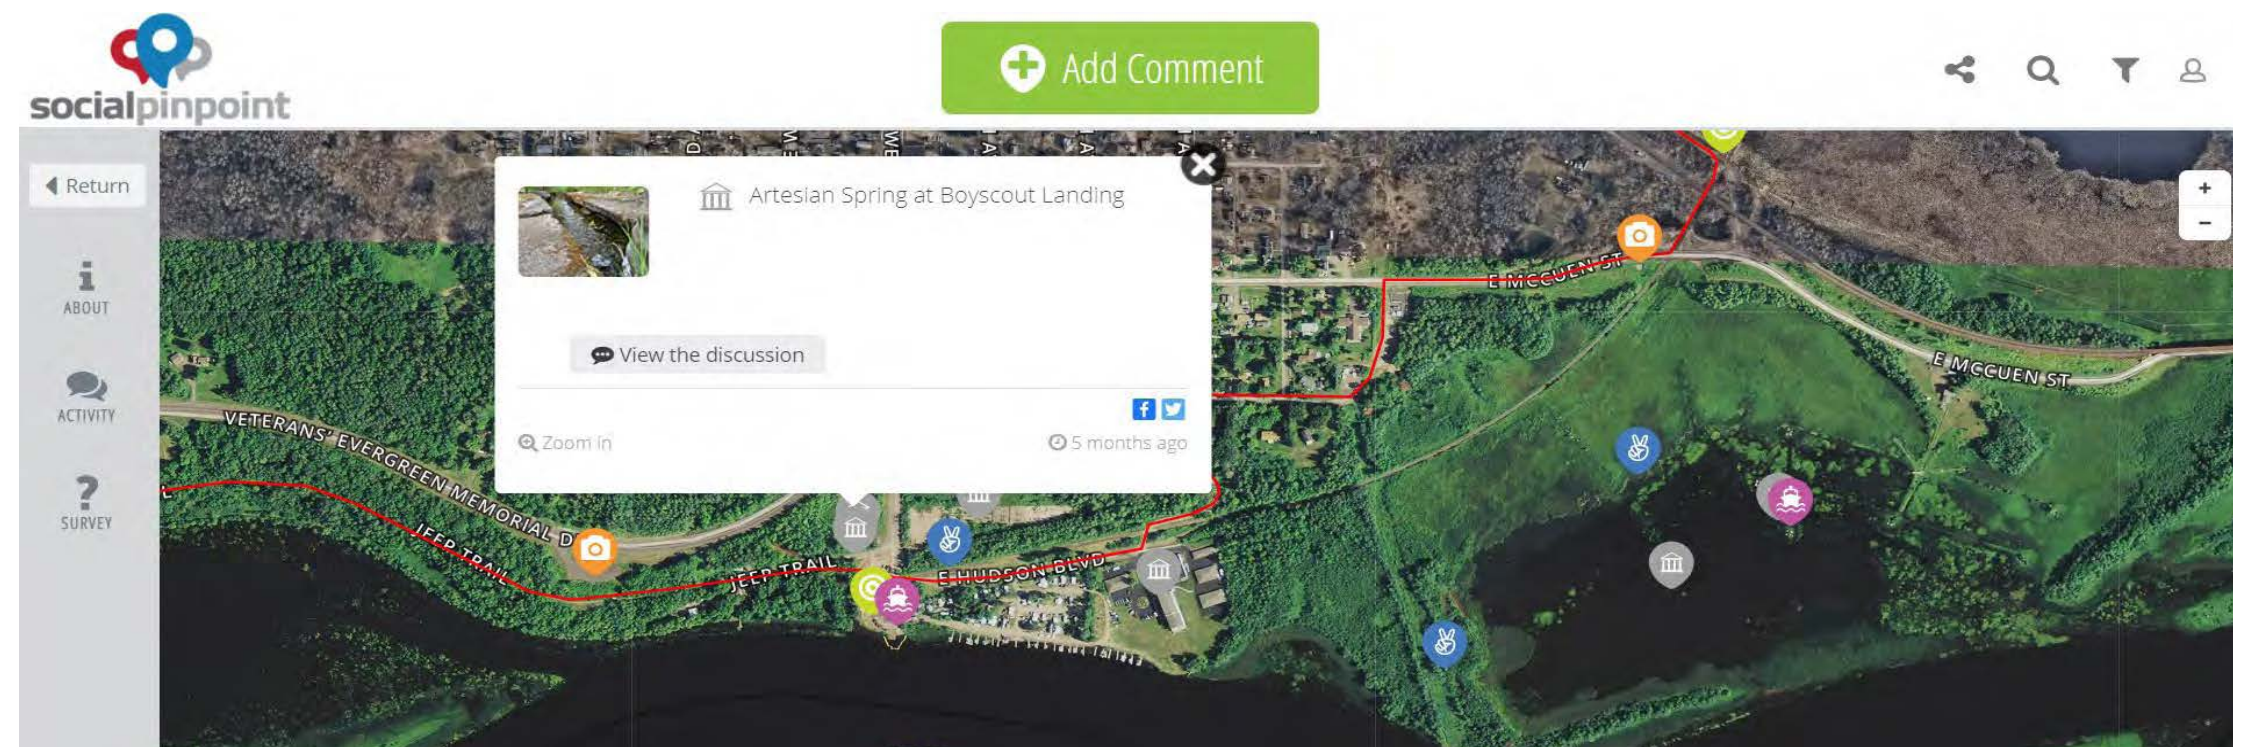 socialpinpoint
Add Comment
Return
ABOUT
ACTIVITY
SURVEY
Artesian Spring at Boyscout Landing
View the discussion
Zoom in
5 months ago
+
-
E MCCUEN ST
E MCCUEN ST
VETERANS' EVERGREEN MEMORIAL D
JEEP TRAIL
JEEP TRAIL
E HUDSON BLVD